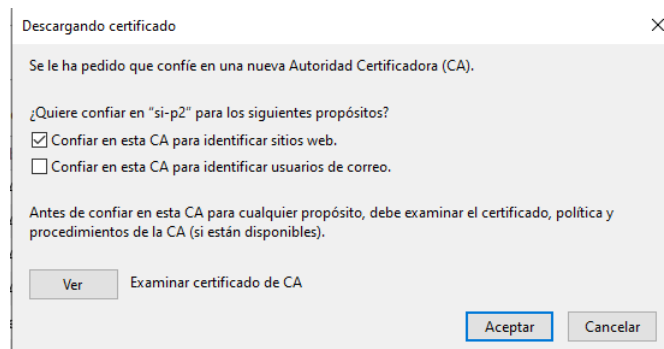 Descargando certificado
Se le ha pedido que confíe en una nueva Autoridad Certificadora (CA).
¿Quiere confiar en "si-p2" para los siguientes propósitos?
Confiar en esta CA para identificar sitios web.
Confiar en esta CA para identificar usuarios de correo.
Antes de confiar en esta CA para cualquier propósito, debe examinar el certificado, política y
procedimientos de la CA (si están disponibles).
Ver Examinar certificado de CA
Aceptar Cancelar